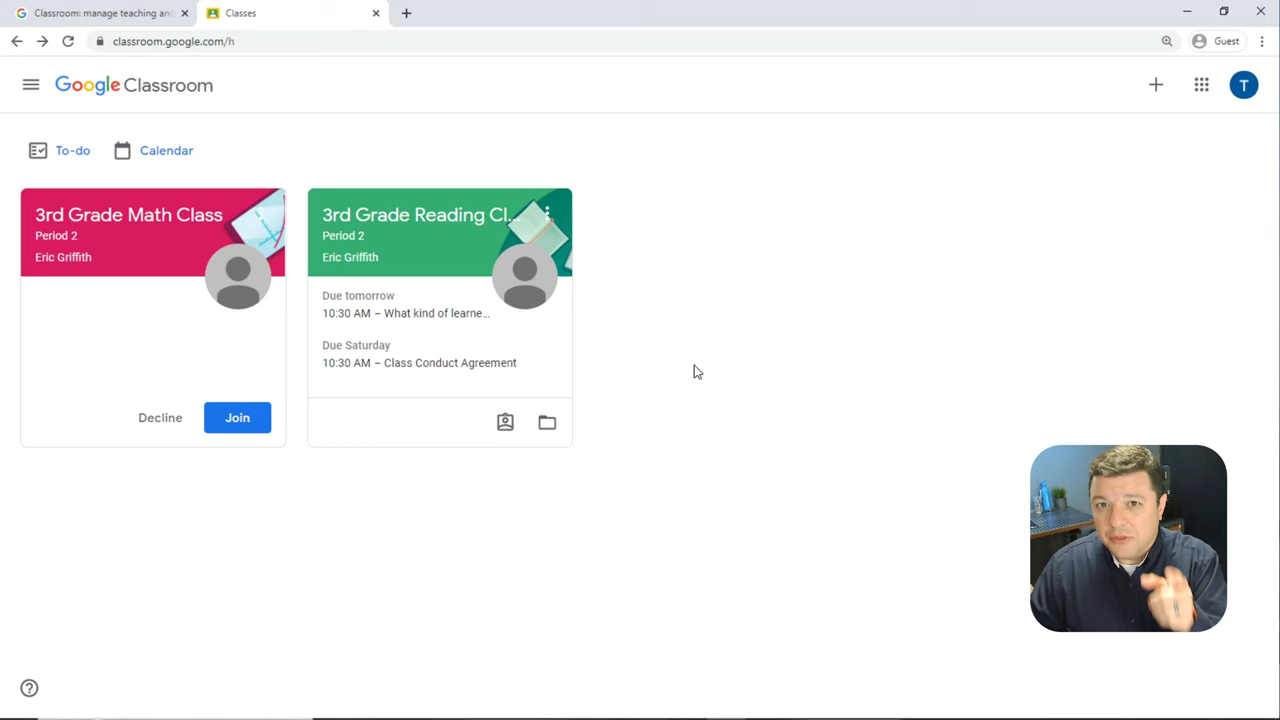 Classroom: manage teaching and
Classes
classroom.google.com/h
Guest
Google Classroom
T
To-do
Calendar
3rd Grade Math Class
Period 2
Eric Griffith
Decline
Join
3rd Grade Reading Cl...
Period 2
Eric Griffith
Due tomorrow
10:30 AM – What kind of learne...
Due Saturday
10:30 AM – Class Conduct Agreement